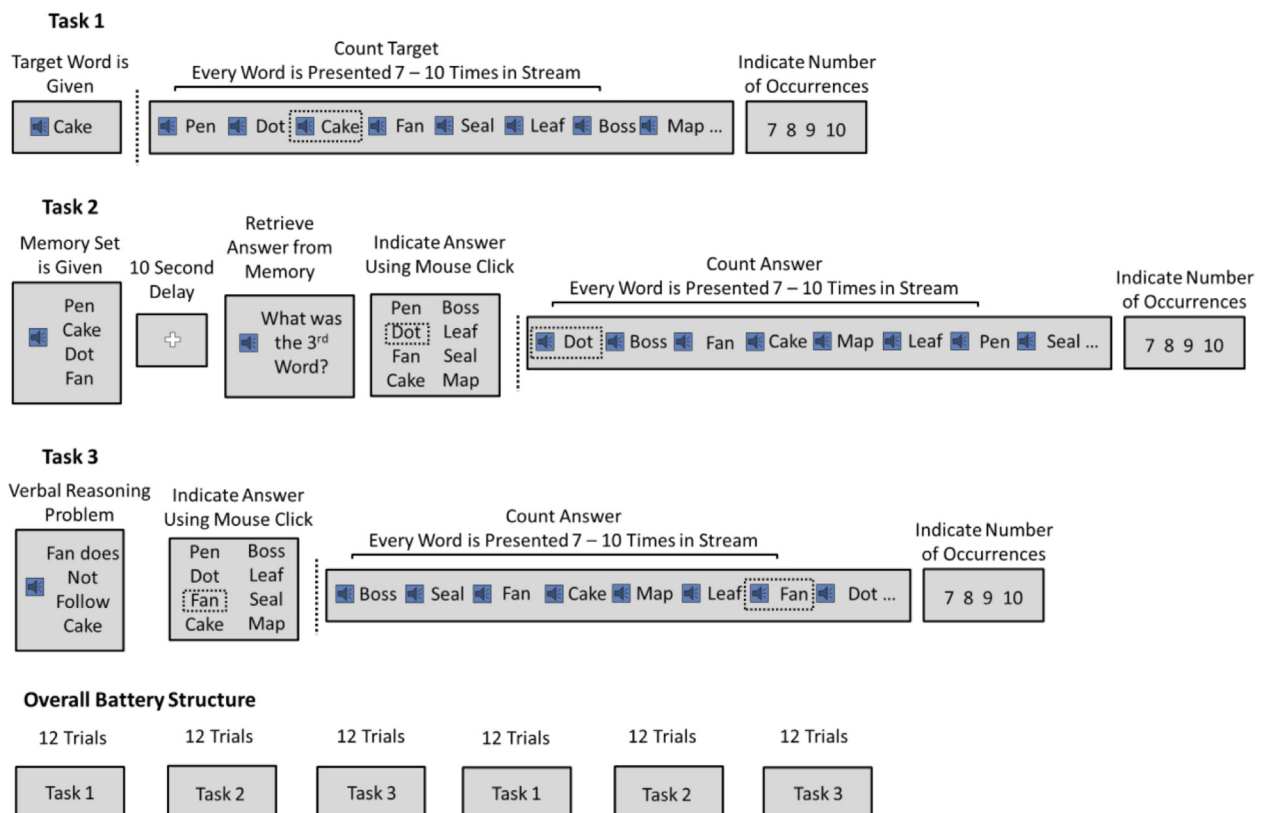 Task 1
Target Word is
Given
Count Target
Every Word is Presented 7 – 10 Times in Stream
Indicate Number
of Occurrences
Cake
Pen Dot Cake Fan Seal Leaf Boss Map ...
7 8 9 10
Task 2
Memory Set
is Given
10 Second
Delay
Retrieve
Answer from
Memory
Indicate Answer
Using Mouse Click
Count Answer
Every Word is Presented 7 – 10 Times in Stream
Indicate Number
of Occurrences
Pen
Cake
Dot
Fan
What was
the 3rd
Word?
Pen Boss
Dot Leaf
Fan Seal
Cake Map
Dot Boss Fan Cake Map Leaf Pen Seal ...
7 8 9 10
Task 3
Verbal Reasoning
Problem
Indicate Answer
Using Mouse Click
Count Answer
Every Word is Presented 7 – 10 Times in Stream
Indicate Number
of Occurrences
Fan does
Not
Follow
Cake
Pen Boss
Dot Leaf
Fan Seal
Cake Map
Boss Seal Fan Cake Map Leaf Fan Dot ...
7 8 9 10
Overall Battery Structure
12 Trials 12 Trials 12 Trials 12 Trials 12 Trials 12 Trials
Task 1 Task 2 Task 3 Task 1 Task 2 Task 3